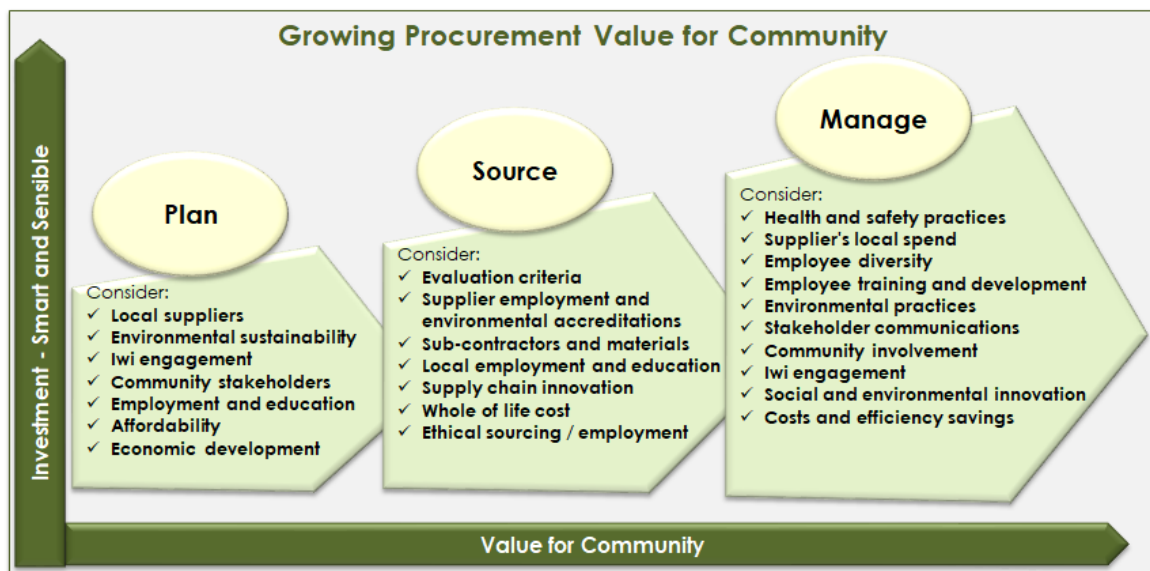 Growing Procurement Value for Community
Investment - Smart and Sensible
Plan
Consider:
✓ Local suppliers
✓ Environmental sustainability
✓ Iwi engagement
✓ Community stakeholders
✓ Employment and education
✓ Affordability
✓ Economic development
Source
Consider:
✓ Evaluation criteria
✓ Supplier employment and
environmental accreditations
✓ Sub-contractors and materials
✓ Local employment and education
✓ Supply chain innovation
✓ Whole of life cost
✓ Ethical sourcing / employment
Manage
Consider:
✓ Health and safety practices
✓ Supplier's local spend
✓ Employee diversity
✓ Employee training and development
✓ Environmental practices
✓ Stakeholder communications
✓ Community involvement
✓ Iwi engagement
✓ Social and environmental innovation
✓ Costs and efficiency savings
Value for Community